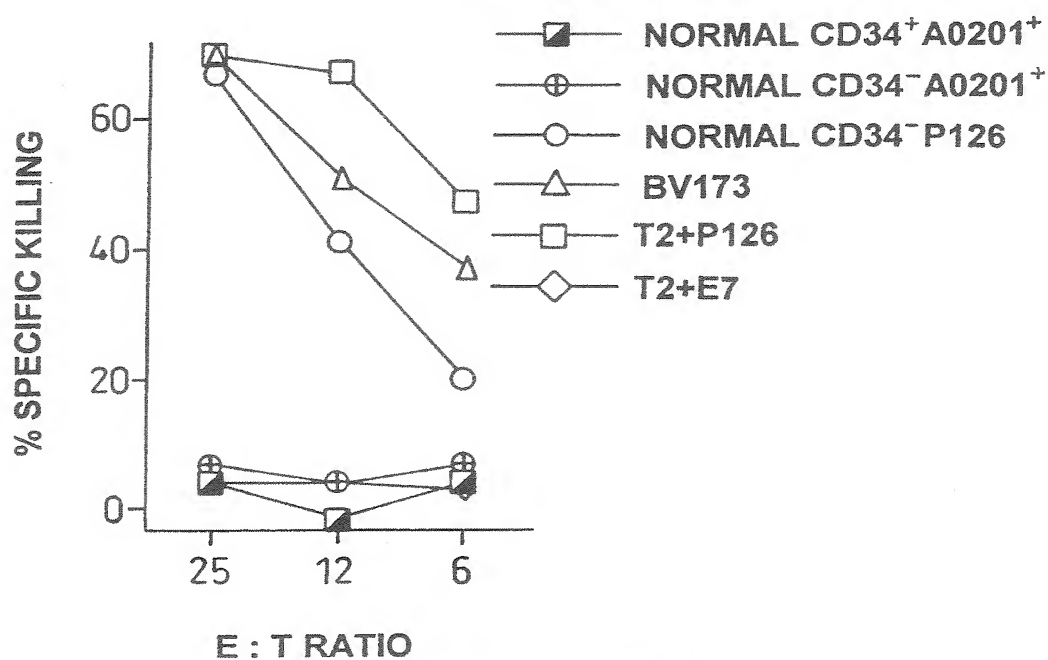 NORMAL CD34⁺A0201⁺
NORMAL CD34⁻A0201⁺
NORMAL CD34⁻P126
BV173
T2+P126
T2+E7
% SPECIFIC KILLING
60
40
20
0
25 12 6
E : T RATIO